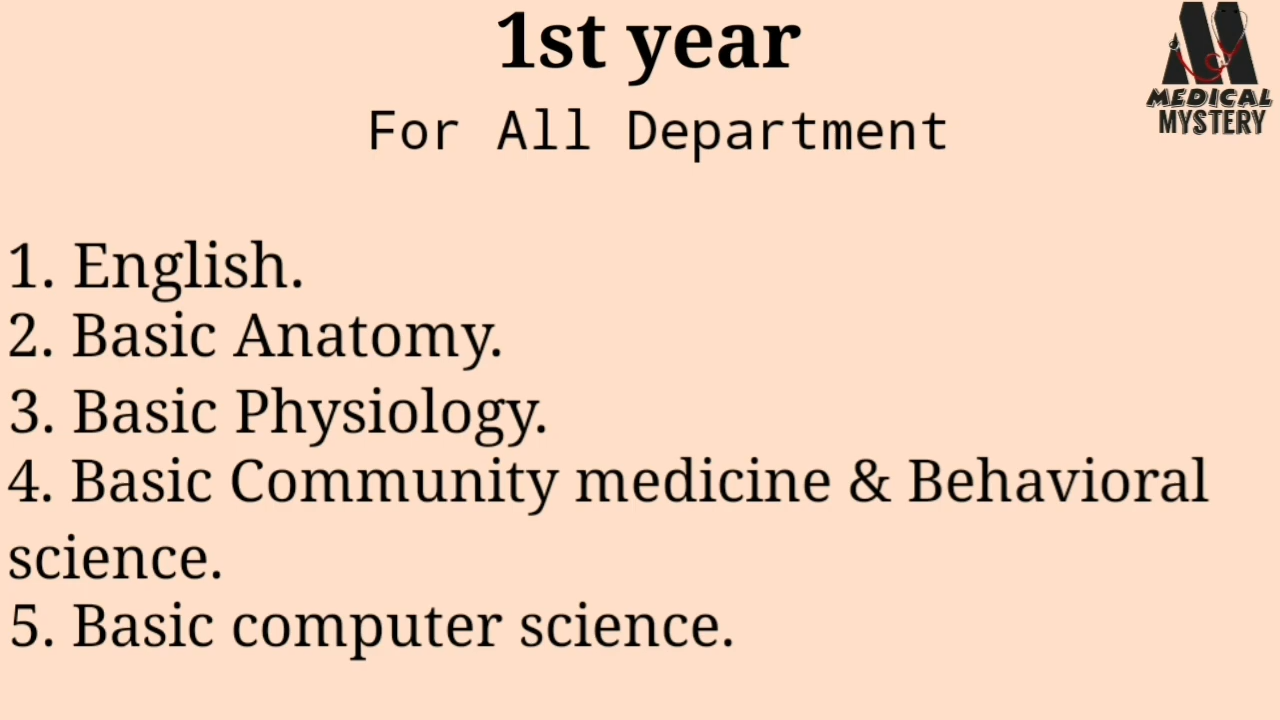 1st year
For All Department
MEDICAL
MYSTERY
1. English.
2. Basic Anatomy.
3. Basic Physiology.
4. Basic Community medicine & Behavioral
science.
5. Basic computer science.